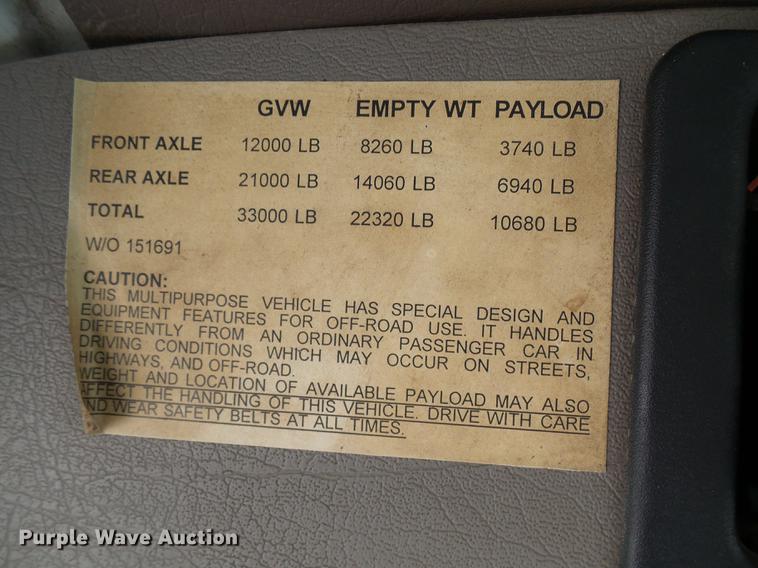 GVW EMPTY WT PAYLOAD
FRONT AXLE 12000 LB 8260 LB 3740 LB
REAR AXLE 21000 LB 14060 LB 6940 LB
TOTAL 33000 LB 22320 LB 10680 LB
W/O 151691
CAUTION:
THIS MULTIPURPOSE VEHICLE HAS SPECIAL DESIGN AND
EQUIPMENT FEATURES FOR OFF-ROAD USE. IT HANDLES
DIFFERENTLY FROM AN ORDINARY PASSENGER CAR IN
DRIVING CONDITIONS WHICH MAY OCCUR ON STREETS,
HIGHWAYS, AND OFF-ROAD.
WEIGHT AND LOCATION OF AVAILABLE PAYLOAD MAY ALSO
AFFECT THE HANDLING OF THIS VEHICLE. DRIVE WITH CARE
AND WEAR SAFETY BELTS AT ALL TIMES.
Purple Wave Auction